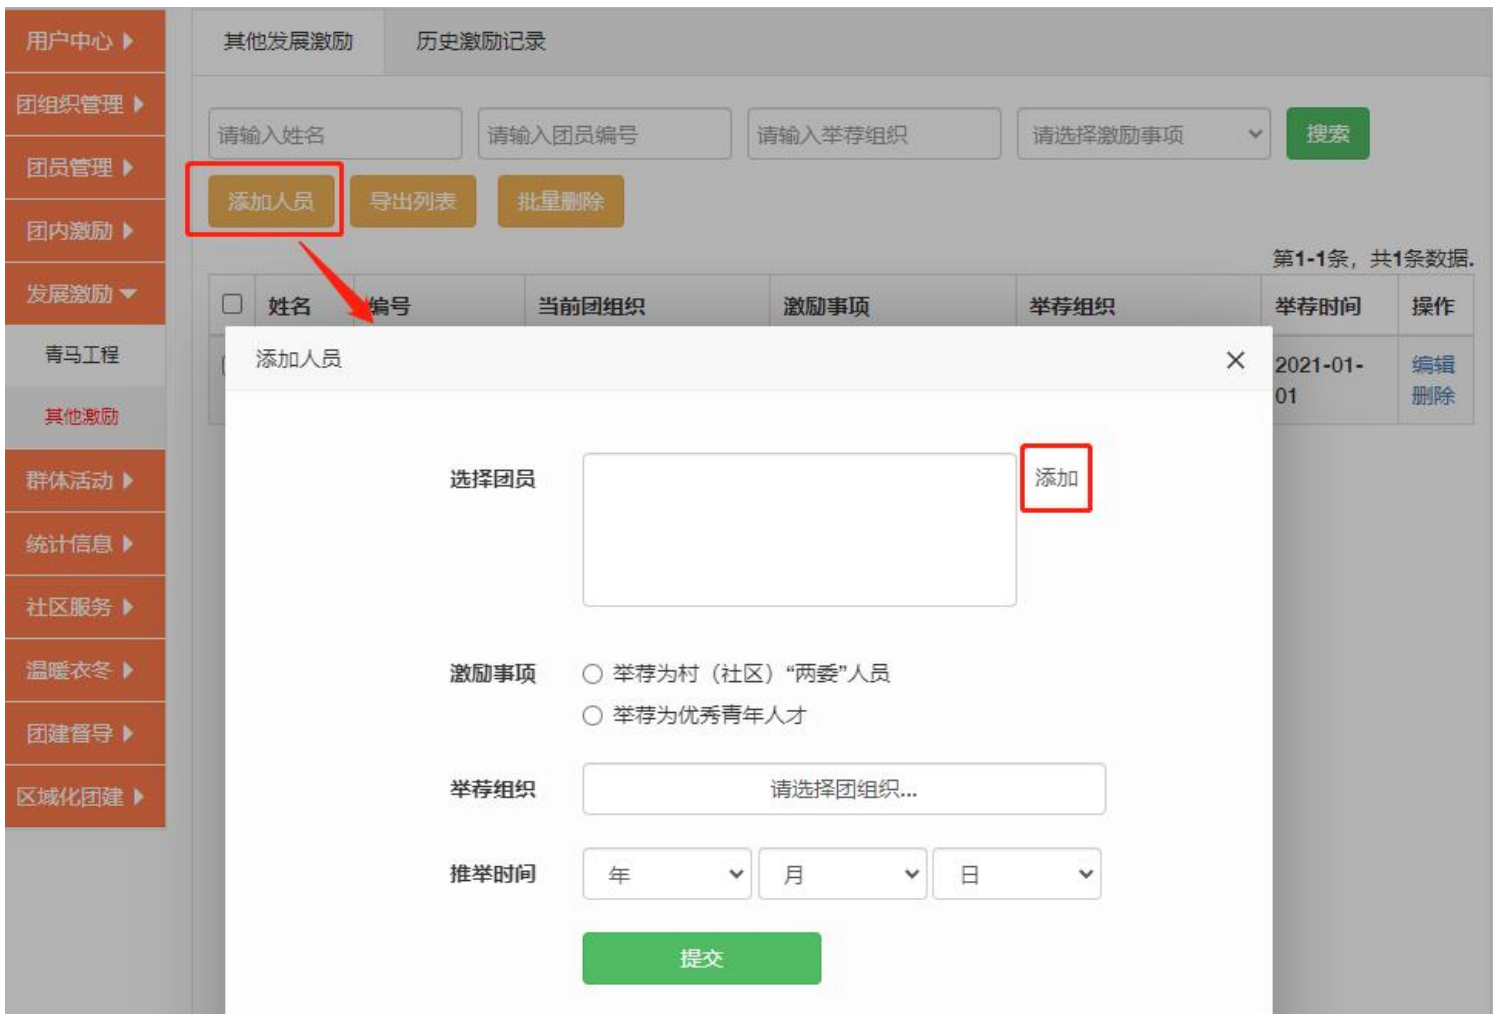 用户中心
团组织管理
团员管理
团内激励
发展激励
青马工程
其他激励
群体活动
统计信息
社区服务
温暖衣冬
团建督导
区域化团建
其他发展激励 历史激励记录
请输入姓名 请输入团员编号 请输入举荐组织 请选择激励事项 搜索
添加人员 导出列表 批量删除
第1-1条，共1条数据.
姓名 编号 当前团组织 激励事项 举荐组织 举荐时间 操作
2021-01-01 编辑 删除
添加人员
选择团员 添加
激励事项 举荐为村（社区）“两委”人员
举荐为优秀青年人才
举荐组织 请选择团组织...
推举时间 年 月 日
提交